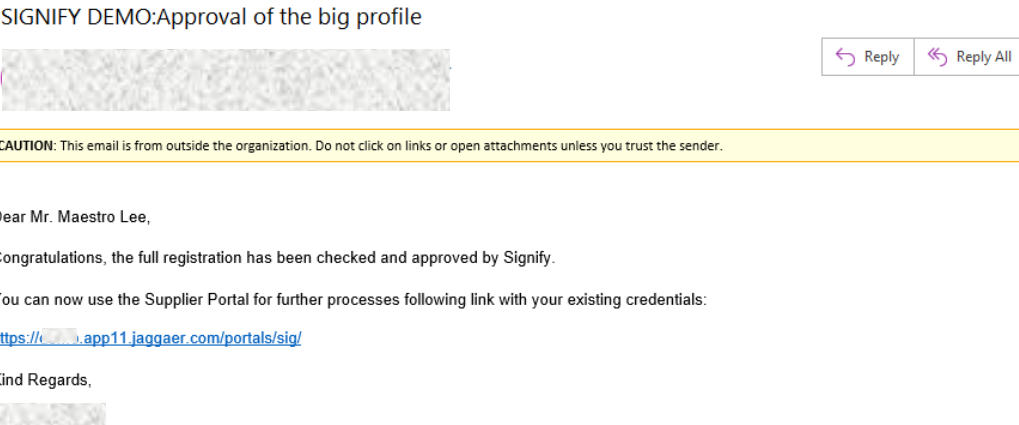 SIGNIFY DEMO:Approval of the big profile
Reply
Reply All
CAUTION: This email is from outside the organization. Do not click on links or open attachments unless you trust the sender.
Dear Mr. Maestro Lee,
Congratulations, the full registration has been checked and approved by Signify.
You can now use the Supplier Portal for further processes following link with your existing credentials:
ttps:// .app11.jaggaer.com/portals/sig/
Kind Regards,